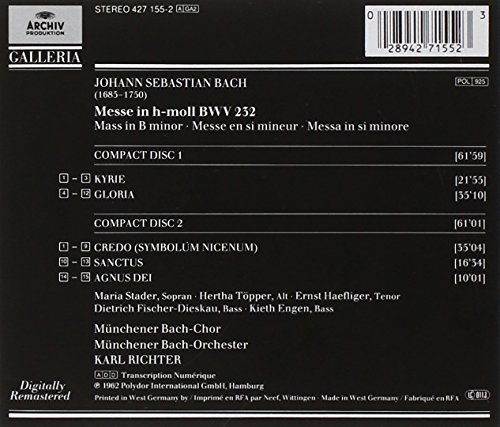 ARCHIV
PRODUKTION
GALLERIA
STEREO 427 155-2 A GA2
0 28942 71552 3
JOHANN SEBASTIAN BACH
(1685–1750)
POL 925
Messe in h-moll BWV 232
Mass in B minor · Messe en si mineur · Messa in si minore
COMPACT DISC 1 [61'59]
1 – 3 KYRIE [21'55]
4 – 12 GLORIA [35'10]
COMPACT DISC 2 [61'01]
1 – 9 CREDO (SYMBOLÚM NICENUM) [35'04]
10 – 13 SANCTUS [16'34]
14 – 15 AGNUS DEI [10'01]
Maria Stader, Sopran · Hertha Töpper, Alt · Ernst Haefliger, Tenor
Dietrich Fischer-Dieskau, Bass · Kieth Engen, Bass
Münchener Bach-Chor
Münchener Bach-Orchester
KARL RICHTER
Digitally
Remastered
A D D Transcription Numérique
℗ 1962 Polydor International GmbH, Hamburg
Printed in West Germany by / Imprimé en RFA par Neef, Wittingen · Made in West Germany / Fabriqué en RFA